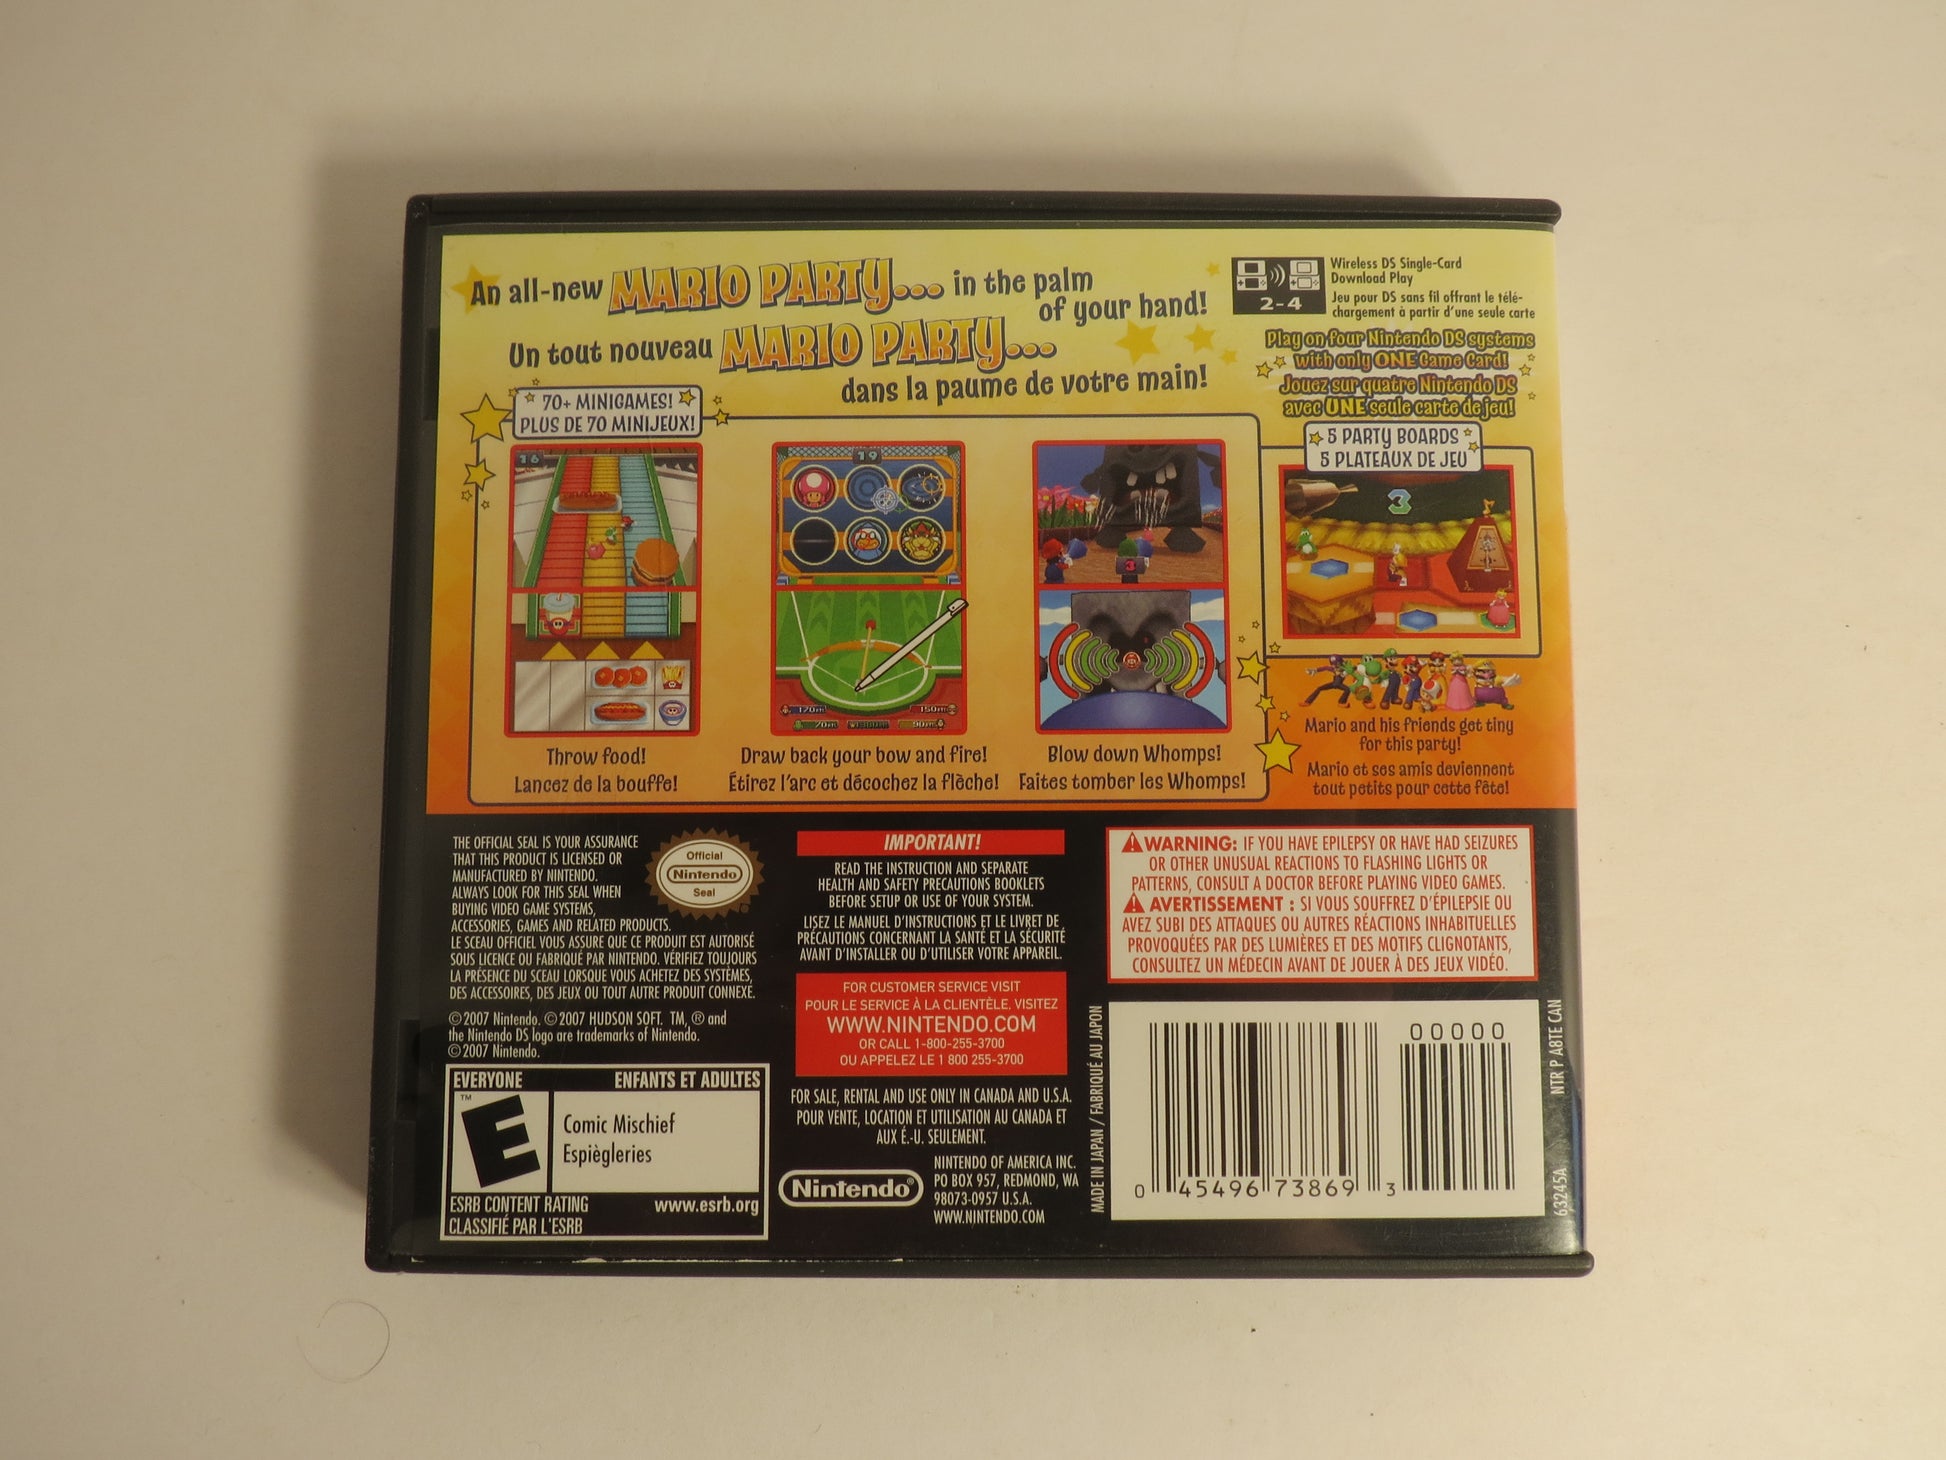 An all-new MARIO PARTY... in the palm
of your hand!
Un tout nouveau MARIO PARTY...
dans la paume de votre main!
2-4
Wireless DS Single-Card
Download Play
Jeu pour DS sans fil offrant le télé-
chargement à partir d'une seule carte
Play on four Nintendo DS systems
with only ONE Game Card!
Jouez sur quatre Nintendo DS
avec UNE seule carte de jeu!
70+ MINIGAMES!
PLUS DE 70 MINIJEUX!
16
19
170m
150m
70m
90m
3
Throw food!
Lancez de la bouffe!
Draw back your bow and fire!
Étirez l'arc et décochez la flèche!
Blow down Whomps!
Faites tomber les Whomps!
5 PARTY BOARDS
5 PLATEAUX DE JEU
3
Mario and his friends get tiny
for this party!
Mario et ses amis deviennent
tout petits pour cette fête!
THE OFFICIAL SEAL IS YOUR ASSURANCE
THAT THIS PRODUCT IS LICENSED OR
MANUFACTURED BY NINTENDO.
ALWAYS LOOK FOR THIS SEAL WHEN
BUYING VIDEO GAME SYSTEMS,
ACCESSORIES, GAMES AND RELATED PRODUCTS.
LE SCEAU OFFICIEL VOUS ASSURE QUE CE PRODUIT EST AUTORISÉ
SOUS LICENCE OU FABRIQUÉ PAR NINTENDO. VÉRIFIEZ TOUJOURS
LA PRÉSENCE DU SCEAU LORSQUE VOUS ACHETEZ DES SYSTÈMES,
DES ACCESSOIRES, DES JEUX OU TOUT AUTRE PRODUIT CONNEXE.
Official
Nintendo
Seal
©2007 Nintendo. ©2007 HUDSON SOFT. TM, ® and
the Nintendo DS logo are trademarks of Nintendo.
©2007 Nintendo.
EVERYONE ENFANTS ET ADULTES
TM
E
Comic Mischief
Espiègleries
ESRB CONTENT RATING www.esrb.org
CLASSIFIÉ PAR L'ESRB
IMPORTANT!
READ THE INSTRUCTION AND SEPARATE
HEALTH AND SAFETY PRECAUTIONS BOOKLETS
BEFORE SETUP OR USE OF YOUR SYSTEM.
LISEZ LE MANUEL D'INSTRUCTIONS ET LE LIVRET DE
PRÉCAUTIONS CONCERNANT LA SANTÉ ET LA SÉCURITÉ
AVANT D'INSTALLER OU D'UTILISER VOTRE APPAREIL.
FOR CUSTOMER SERVICE VISIT
POUR LE SERVICE À LA CLIENTÈLE. VISITEZ
WWW.NINTENDO.COM
OR CALL 1-800-255-3700
OU APPELEZ LE 1 800 255-3700
FOR SALE, RENTAL AND USE ONLY IN CANADA AND U.S.A.
POUR VENTE, LOCATION ET UTILISATION AU CANADA ET
AUX É.-U. SEULEMENT.
Nintendo®
NINTENDO OF AMERICA INC.
PO BOX 957, REDMOND, WA
98073-0957 U.S.A.
WWW.NINTENDO.COM
WARNING: IF YOU HAVE EPILEPSY OR HAVE HAD SEIZURES
OR OTHER UNUSUAL REACTIONS TO FLASHING LIGHTS OR
PATTERNS, CONSULT A DOCTOR BEFORE PLAYING VIDEO GAMES.
AVERTISSEMENT : SI VOUS SOUFFREZ D'ÉPILEPSIE OU
AVEZ SUBI DES ATTAQUES OU AUTRES RÉACTIONS INHABITUELLES
PROVOQUÉES PAR DES LUMIÈRES ET DES MOTIFS CLIGNOTANTS,
CONSULTEZ UN MÉDECIN AVANT DE JOUER À DES JEUX VIDÉO.
MADE IN JAPAN / FABRIQUÉ AU JAPON
00000
0 45496 73869 3
63245A NTR P A8TE CAN